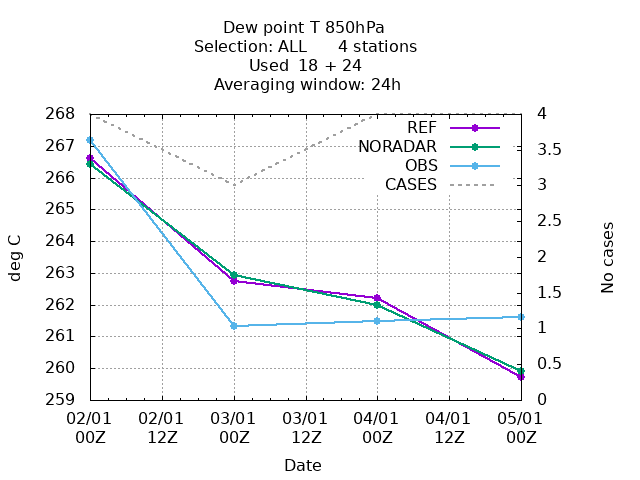 Dew point T 850hPa
Selection: ALL      4 stations
Used  18 + 24
Averaging window: 24h
REF
NORADAR
OBS
CASES
268
267
266
265
264
263
262
261
260
259
4
3.5
3
2.5
2
1.5
1
0.5
0
deg C
No cases
02/01 02/01 03/01 03/01 04/01 04/01 05/01
00Z 12Z 00Z 12Z 00Z 12Z 00Z
Date